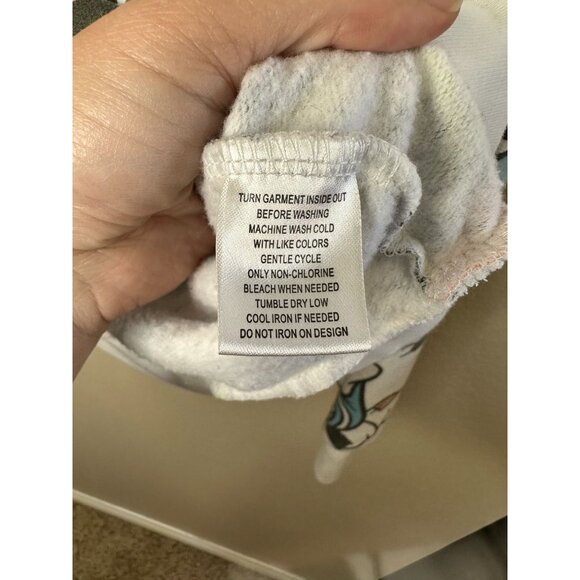 TURN GARMENT INSIDE OUT
BEFORE WASHING
MACHINE WASH COLD
WITH LIKE COLORS
GENTLE CYCLE
ONLY NON-CHLORINE
BLEACH WHEN NEEDED
TUMBLE DRY LOW
COOL IRON IF NEEDED
DO NOT IRON ON DESIGN